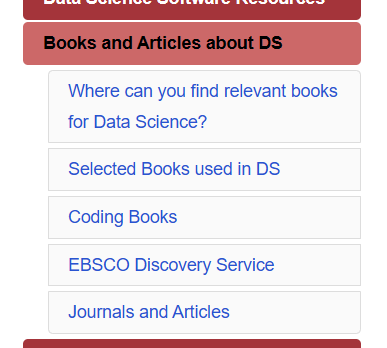 Data Science Software Resources
Books and Articles about DS
Where can you find relevant books
for Data Science?
Selected Books used in DS
Coding Books
EBSCO Discovery Service
Journals and Articles